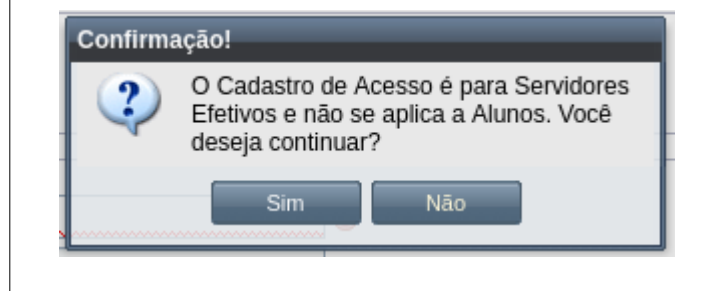 Confirmação!
O Cadastro de Acesso é para Servidores
Efetivos e não se aplica a Alunos. Você
deseja continuar?
Sim
Não